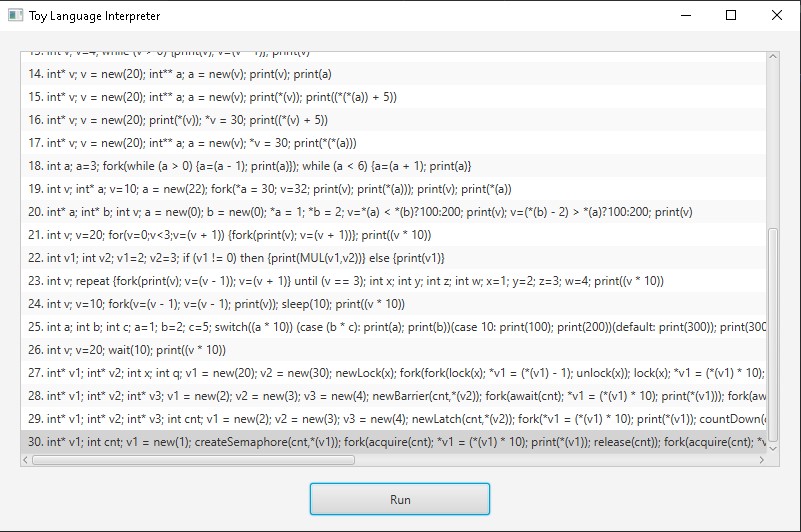 Toy Language Interpreter
13. int v; v=4; while (v > 0) {print(v); v=(v - 1)}; print(v)
14. int* v; v = new(20); int** a; a = new(v); print(v); print(a)
15. int* v; v = new(20); int** a; a = new(v); print(*(v)); print((*(*(a)) + 5))
16. int* v; v = new(20); print(*(v)); *v = 30; print((*(v) + 5))
17. int* v; v = new(20); int** a; a = new(v); *v = 30; print(*(*(a)))
18. int a; a=3; fork(while (a > 0) {a=(a - 1); print(a)}); while (a < 6) {a=(a + 1); print(a)}
19. int v; int* a; v=10; a = new(22); fork(*a = 30; v=32; print(v); print(*(a))); print(v); print(*(a))
20. int* a; int* b; int v; a = new(0); b = new(0); *a = 1; *b = 2; v=*(a) < *(b)?100:200; print(v); v=(*(b) - 2) > *(a)?100:200; print(v)
21. int v; v=20; for(v=0;v<3;v=(v + 1)) {fork(print(v); v=(v + 1))}; print((v * 10))
22. int v1; int v2; v1=2; v2=3; if (v1 != 0) then {print(MUL(v1,v2))} else {print(v1)}
23. int v; repeat {fork(print(v); v=(v - 1)); v=(v + 1)} until (v == 3); int x; int y; int z; int w; x=1; y=2; z=3; w=4; print((v * 10))
24. int v; v=10; fork(v=(v - 1); v=(v - 1); print(v)); sleep(10); print((v * 10))
25. int a; int b; int c; a=1; b=2; c=5; switch((a * 10)) (case (b * c): print(a); print(b))(case 10: print(100); print(200))(default: print(300)); print(300
26. int v; v=20; wait(10); print((v * 10))
27. int* v1; int* v2; int x; int q; v1 = new(20); v2 = new(30); newLock(x); fork(fork(lock(x); *v1 = (*(v1) - 1); unlock(x)); lock(x); *v1 = (*(v1) * 10);
28. int* v1; int* v2; int* v3; v1 = new(2); v2 = new(3); v3 = new(4); newBarrier(cnt,*(v2)); fork(await(cnt); *v1 = (*(v1) * 10); print(*(v1))); fork(aw
29. int* v1; int* v2; int* v3; int cnt; v1 = new(2); v2 = new(3); v3 = new(4); newLatch(cnt,*(v2)); fork(*v1 = (*(v1) * 10); print(*(v1)); countDown(
30. int* v1; int cnt; v1 = new(1); createSemaphore(cnt,*(v1)); fork(acquire(cnt); *v1 = (*(v1) * 10); print(*(v1)); release(cnt)); fork(acquire(cnt); *v
Run